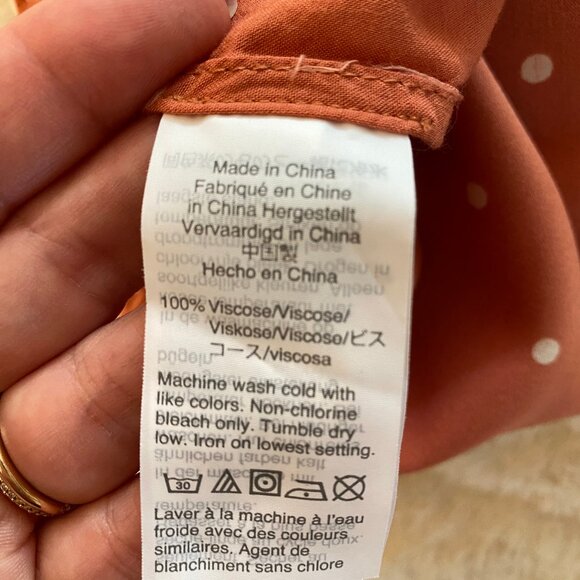 Made in China
Fabriqué en Chine
in China Hergestellt
Vervaardigd in China
中国製
Hecho en China
100% Viscose/Viscose/
Viskose/Viscose/ビス
コース/viscosa
Machine wash cold with
like colors. Non-chlorine
bleach only. Tumble dry
low. Iron on lowest setting.
30
Laver à la machine à l'eau
froide avec des couleurs
similaires. Agent de
blanchiment sans chlore